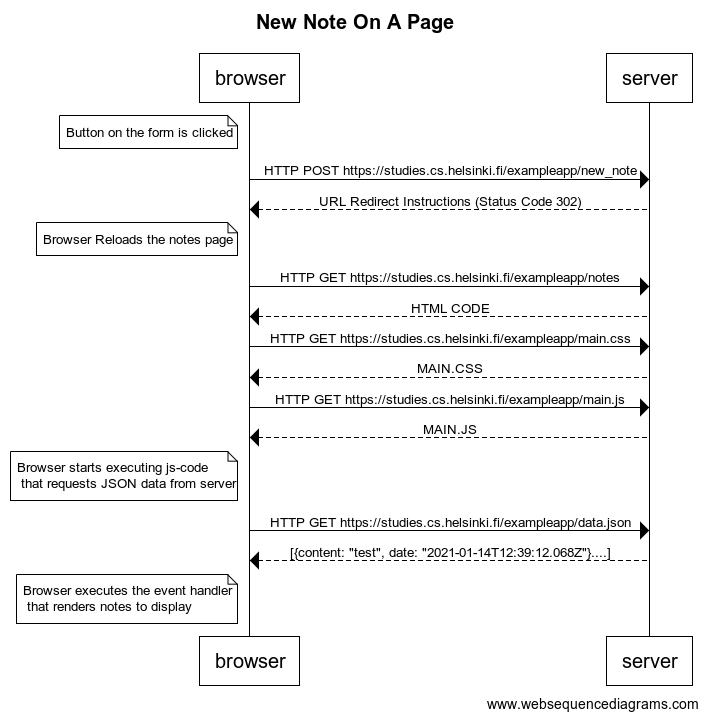 New Note On A Page
browser
server
Button on the form is clicked
HTTP POST https://studies.cs.helsinki.fi/exampleapp/new_note
URL Redirect Instructions (Status Code 302)
Browser Reloads the notes page
HTTP GET https://studies.cs.helsinki.fi/exampleapp/notes
HTML CODE
HTTP GET https://studies.cs.helsinki.fi/exampleapp/main.css
MAIN.CSS
HTTP GET https://studies.cs.helsinki.fi/exampleapp/main.js
MAIN.JS
Browser starts executing js-code
that requests JSON data from server
HTTP GET https://studies.cs.helsinki.fi/exampleapp/data.json
[{content: "test", date: "2021-01-14T12:39:12.068Z"}....]
Browser executes the event handler
that renders notes to display
browser
server
www.websequencediagrams.com